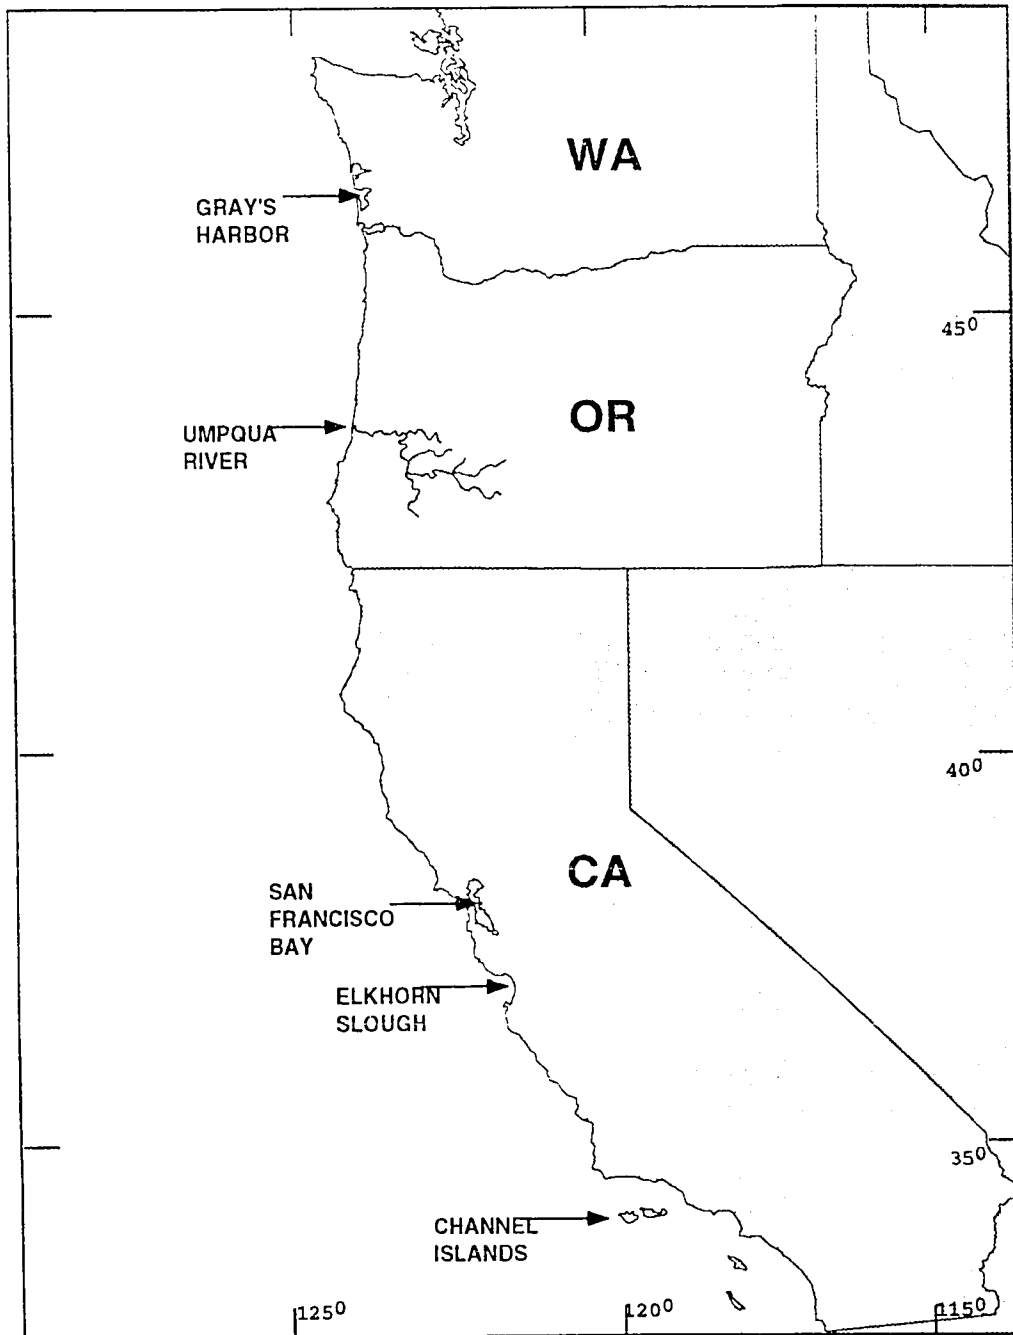 WA
GRAY'S
HARBOR
45⁰
OR
UMPQUA
RIVER
40⁰
CA
SAN
FRANCISCO
BAY
ELKHORN
SLOUGH
35⁰
CHANNEL
ISLANDS
125⁰
120⁰
115⁰